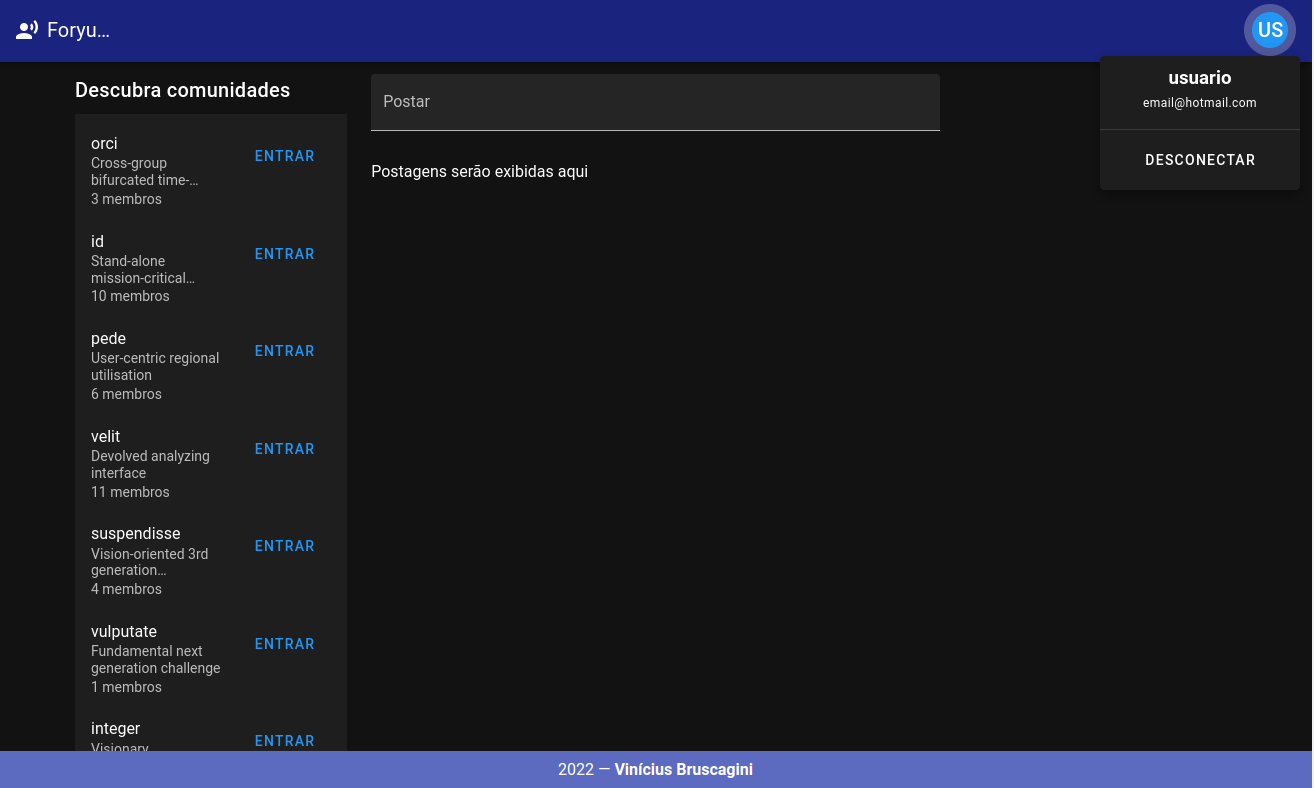 Foryu…
US
usuario
email@hotmail.com
DESCONECTAR
Descubra comunidades
orci
Cross-group
bifurcated time-…
3 membros
ENTRAR
id
Stand-alone
mission-critical…
10 membros
ENTRAR
pede
User-centric regional
utilisation
6 membros
ENTRAR
velit
Devolved analyzing
interface
11 membros
ENTRAR
suspendisse
Vision-oriented 3rd
generation…
4 membros
ENTRAR
vulputate
Fundamental next
generation challenge
1 membros
ENTRAR
integer
Visionary
ENTRAR
Postar
Postagens serão exibidas aqui
2022 — Vinícius Bruscagini